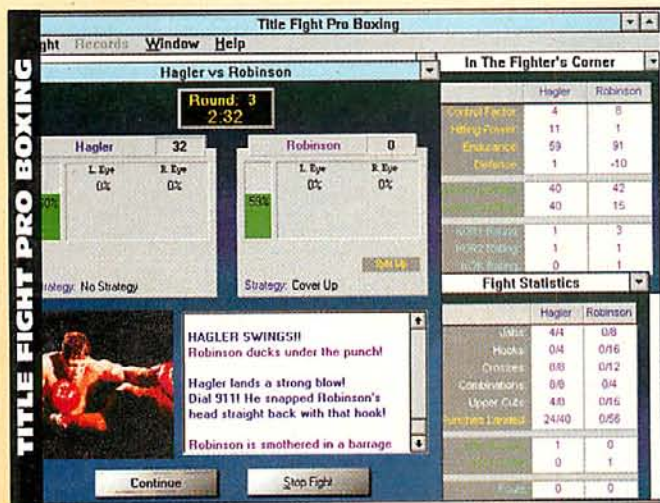 TITLE FIGHT PRO BOXING
Title Fight Pro Boxing
ght Records Window Help
Hagler vs Robinson
Round: 3
2:32
Hagler 32
L. Eye R. Eye
0% 0%
Strategy: No Strategy
Robinson 0
L. Eye R. Eye
0% 0%
59%
Strategy: Cover Up
HAGLER SWINGS!!
Robinson ducks under the punch!
Hagler lands a strong blow!
Dial 911! He snapped Robinson's
head straight back with that hook!
Robinson is smothered in a barrage
Continue Stop Fight
In The Fighter's Corner
Hagler Robinson
Control Factor 4 8
Hitting Power 11 1
Endurance 59 91
Defense 1 -10
40 42
40 15
KOR1 Rating 1 3
KOR2 Rating 1 1
0 1
Fight Statistics
Hagler Robinson
Jabs 4/4 0/8
Hooks 0/4 0/16
Crosses 8/8 0/12
Combinations 8/8 0/4
Upper Cuts 4/8 0/16
Punches Landed 24/40 0/56
1 0
0 1
Fouls 0 0